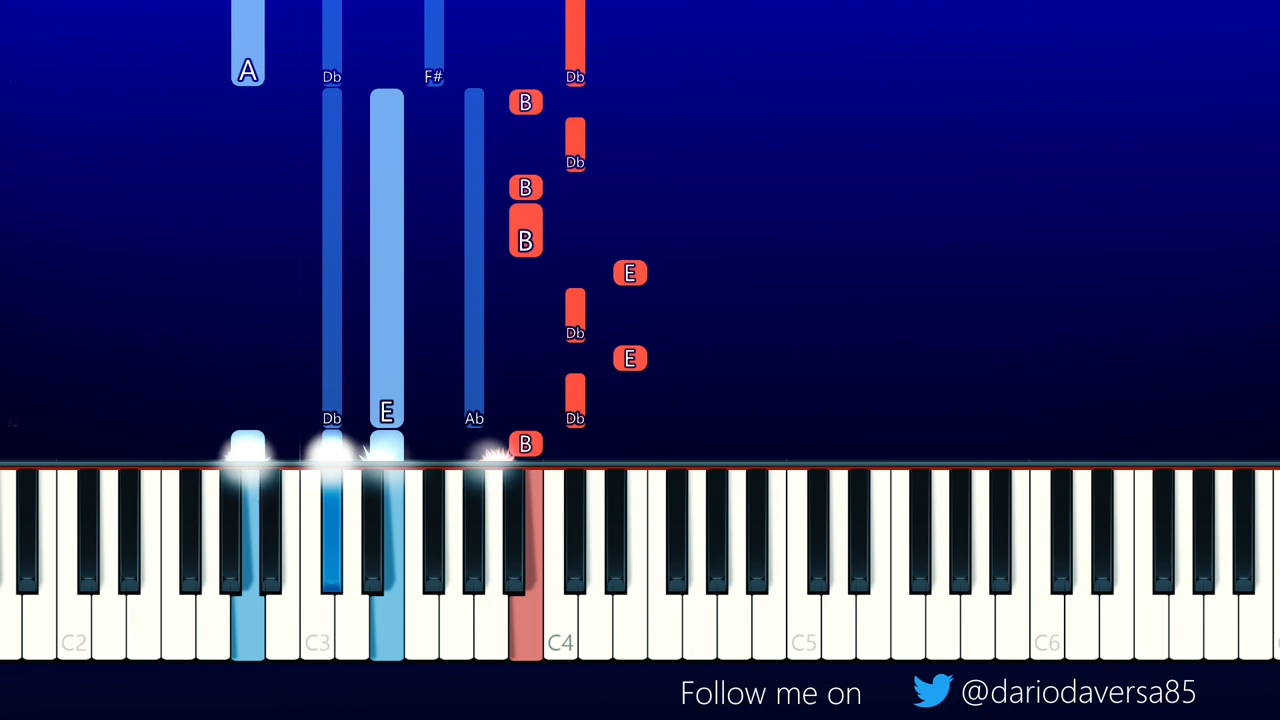 A
Db
F#
Db
B
Db
B
B
E
Db
E
Db
E
Ab
Db
B
C2
C3
C4
C5
C6
Follow me on @dariodaversa85